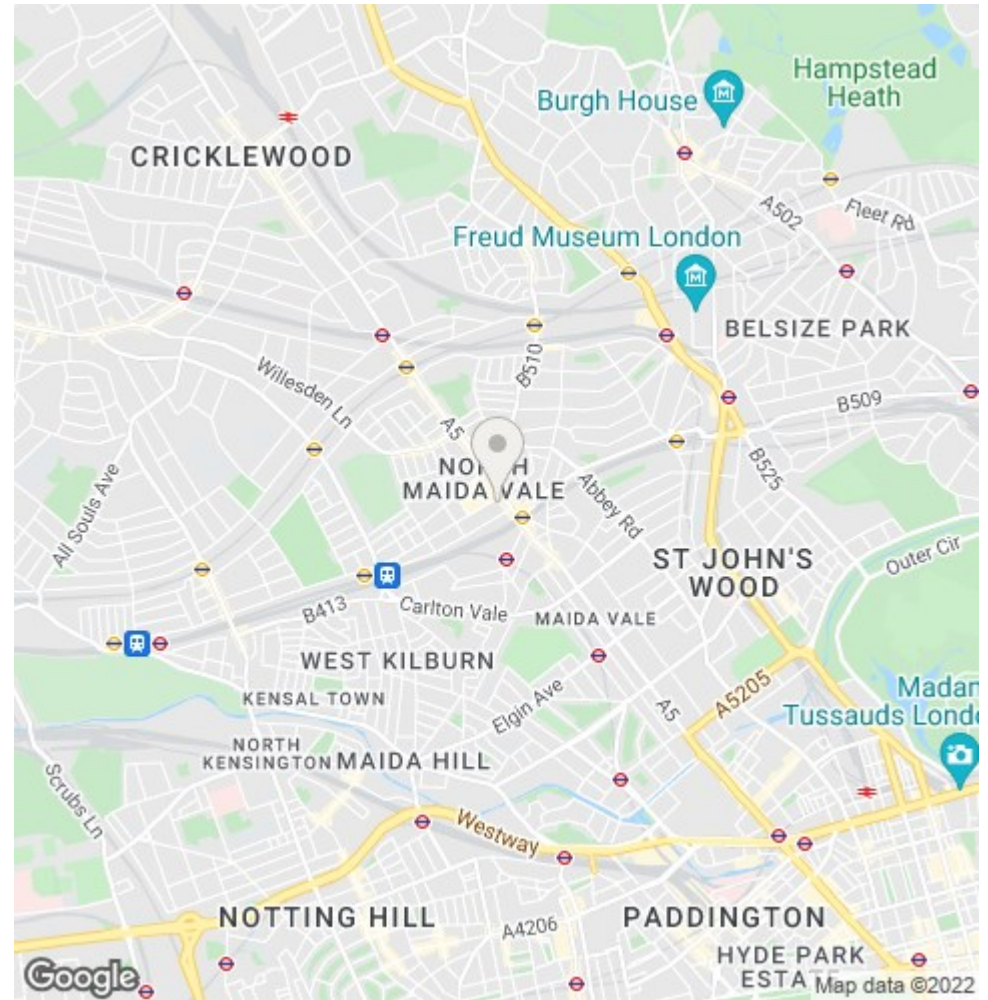 Hampstead
Heath
Burgh House
CRICKLEWOOD
A502
Fleet Rd
Freud Museum London
BELSIZE PARK
B510
Willesden Ln
B509
A5
B525
NORTH
MAIDA VALE
Abbey Rd
All Souls Ave
Outer Cir
ST JOHN'S
WOOD
B413
Carlton Vale
MAIDA VALE
WEST KILBURN
KENSAL TOWN
Elgin Ave
A5
A5205
Madam
Tussauds Londo
NORTH
KENSINGTON
MAIDA HILL
Scrubs Ln
Westway
NOTTING HILL
A4206
PADDINGTON
HYDE PARK
ESTATE
Google
Map data ©2022